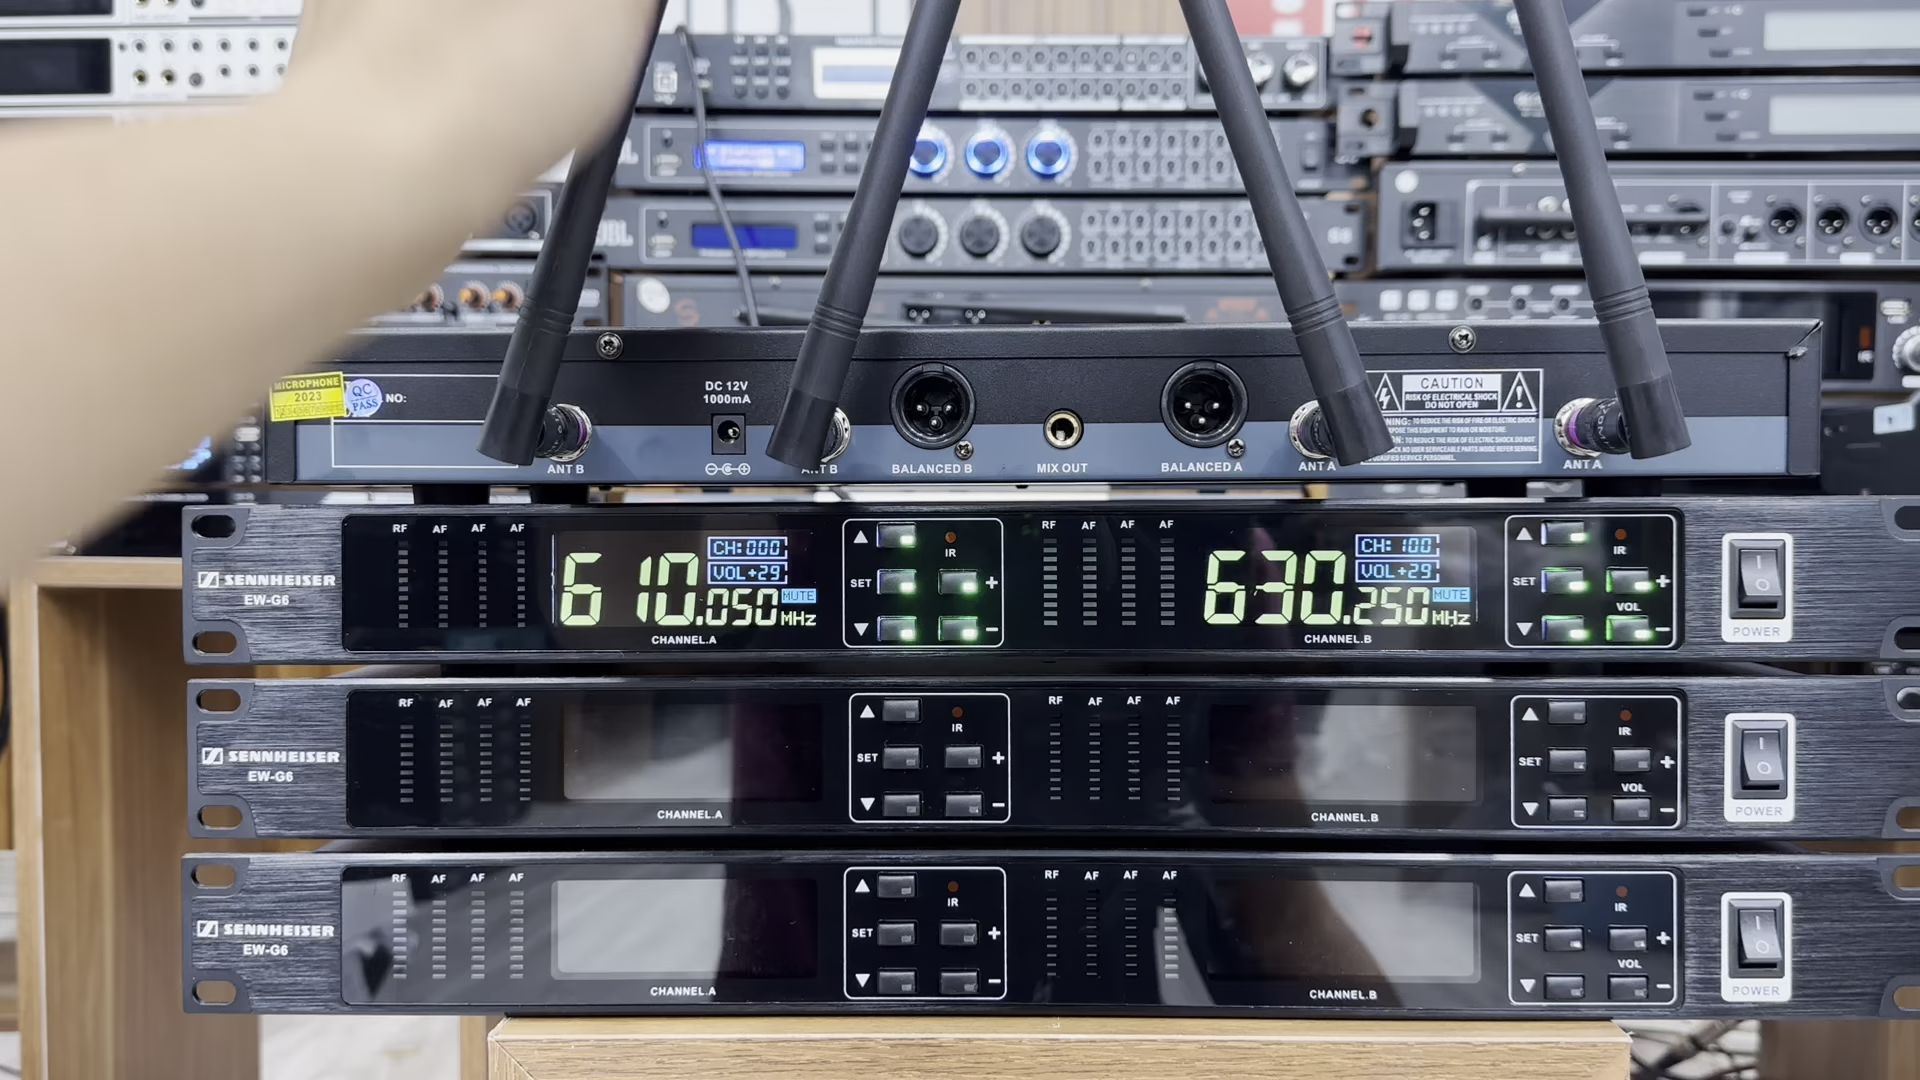 JBL
MICROPHONE
2023
QC
PASS
NO:
DC 12V
1000mA
CAUTION
RISK OF ELECTRICAL SHOCK
DO NOT OPEN
ANT B
ANT B
BALANCED B
MIX OUT
BALANCED A
ANT A
ANT A
RF AF AF AF
CH:000
VOL+29
610.050MHz
MUTE
CHANNEL.A
IR
SET
+
-
RF AF AF AF
CH:100
VOL+29
630.250MHz
MUTE
CHANNEL.B
IR
SET
+
VOL
-
POWER
SENNHEISER
EW-G6
RF AF AF AF
CHANNEL.A
IR
SET
+
-
RF AF AF AF
CHANNEL.B
IR
SET
+
VOL
-
POWER
SENNHEISER
EW-G6
RF AF AF AF
CHANNEL.A
IR
SET
+
-
RF AF AF AF
CHANNEL.B
IR
SET
+
VOL
-
POWER
SENNHEISER
EW-G6